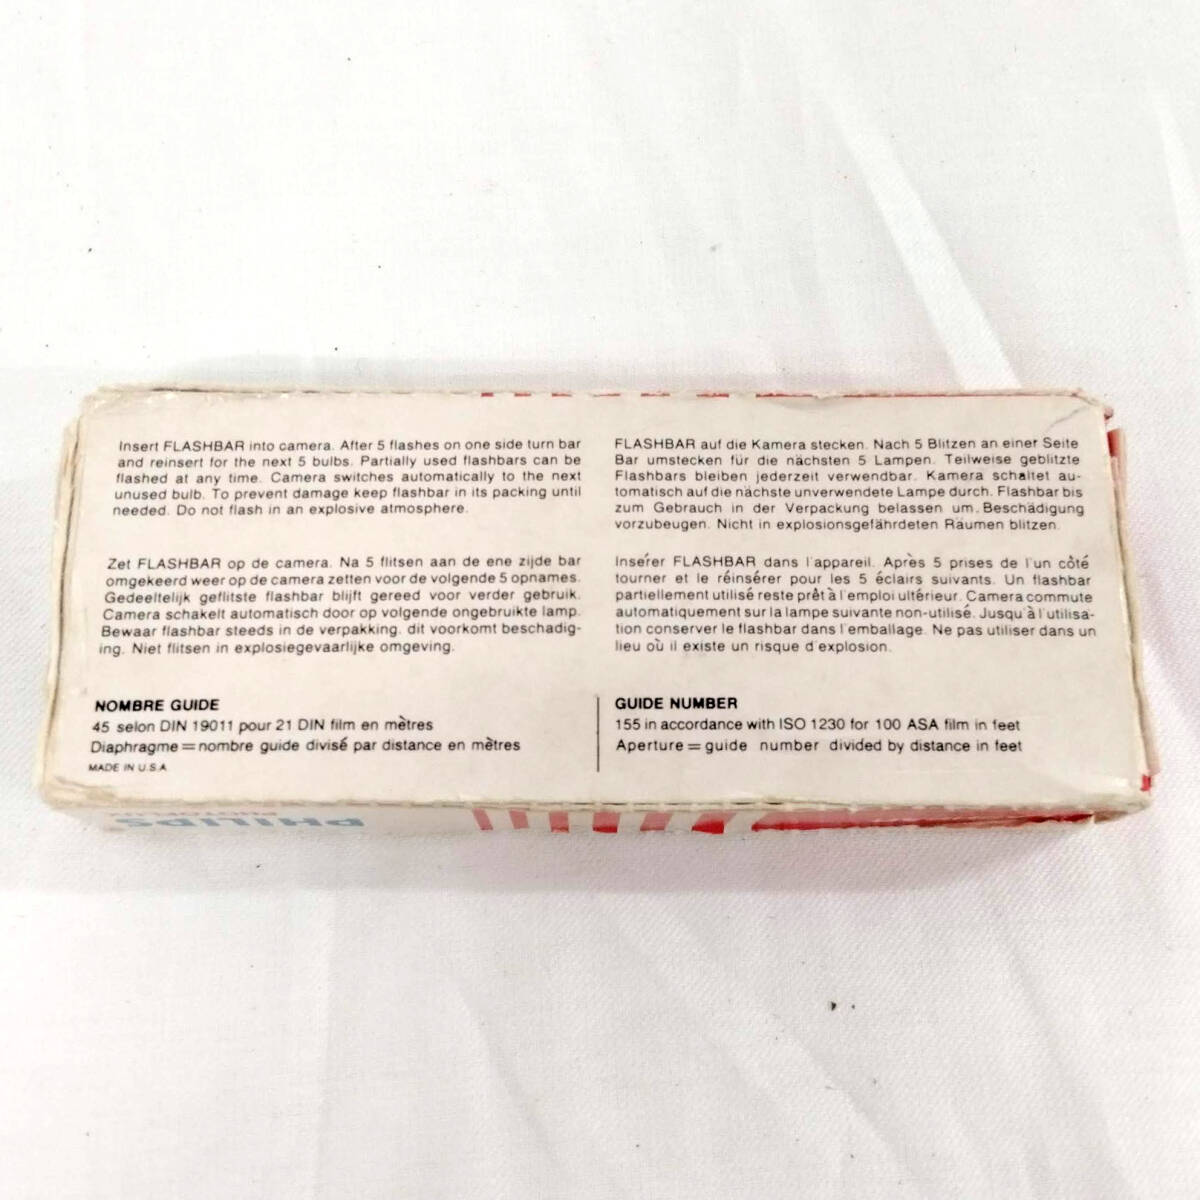 Insert FLASHBAR into camera. After 5 flashes on one side turn bar
and reinsert for the next 5 bulbs. Partially used flashbars can be
flashed at any time. Camera switches automatically to the next
unused bulb. To prevent damage keep flashbar in its packing until
needed. Do not flash in an explosive atmosphere.
FLASHBAR auf die Kamera stecken. Nach 5 Blitzen an einer Seite
Bar umstecken für die nächsten 5 Lampen. Teilweise geblitzte
Flashbars bleiben jederzeit verwendbar. Kamera schaltet au-
tomatisch auf die nächste unverwendete Lampe durch. Flashbar bis
zum Gebrauch in der Verpackung belassen um. Beschädigung
vorzubeugen. Nicht in explosionsgefährdeten Räumen blitzen.
Zet FLASHBAR op de camera. Na 5 flitsen aan de ene zijde bar
omgekeerd weer op de camera zetten voor de volgende 5 opnames.
Gedeeltelijk geflitste flashbar blijft gereed voor verder gebruik.
Camera schakelt automatisch door op volgende ongebruikte lamp.
Bewaar flashbar steeds in de verpakking. dit voorkomt beschadig-
ing. Niet flitsen in explosiegevaarlijke omgeving.
Insérer FLASHBAR dans l'appareil. Après 5 prises de l'un côté
tourner et le réinsérer pour les 5 éclairs suivants. Un flashbar
partiellement utilisé reste prêt à l'emploi ultérieur. Camera commute
automatiquement sur la lampe suivante non-utilisé. Jusqu'à l'utilisa-
tion conserver le flashbar dans l'emballage. Ne pas utiliser dans un
lieu où il existe un risque d'explosion.
NOMBRE GUIDE
45 selon DIN 19011 pour 21 DIN film en mètres
Diaphragme = nombre guide divisé par distance en mètres
MADE IN U.S.A.
GUIDE NUMBER
155 in accordance with ISO 1230 for 100 ASA film in feet
Aperture = guide number divided by distance in feet
PHILIPS